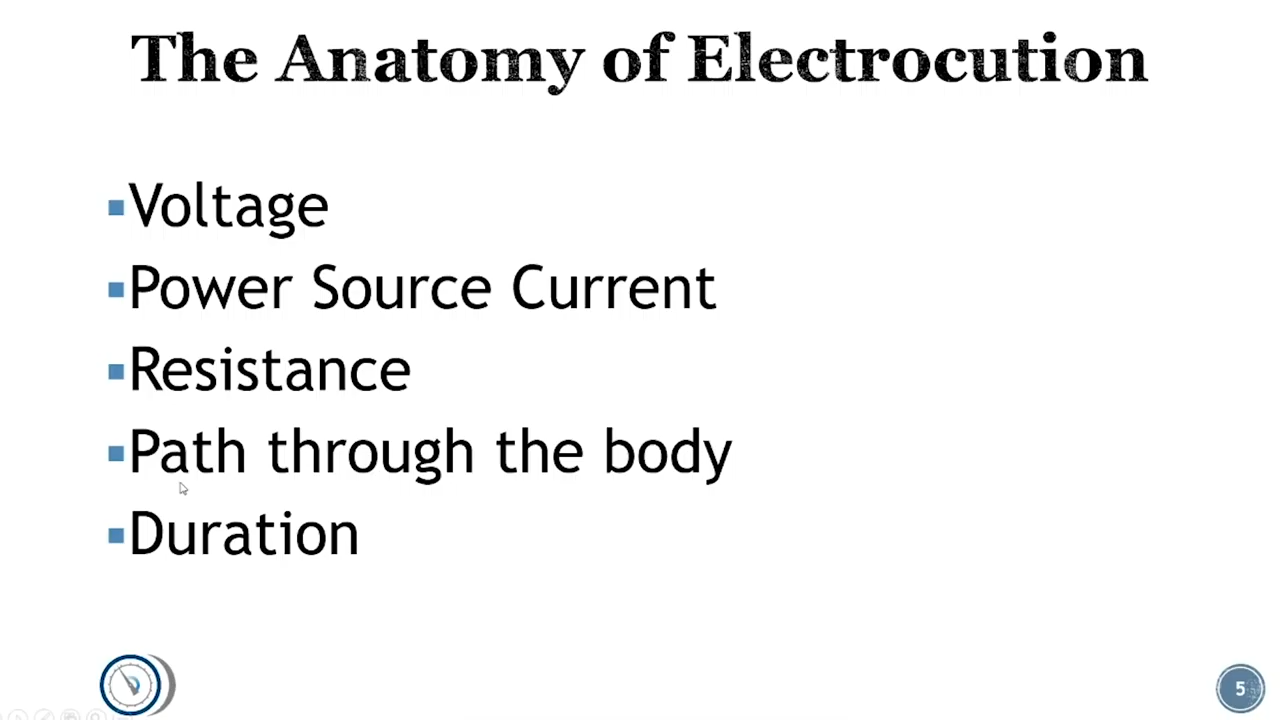 The Anatomy of Electrocution
▪Voltage
▪Power Source Current
▪Resistance
▪Path through the body
▪Duration
5